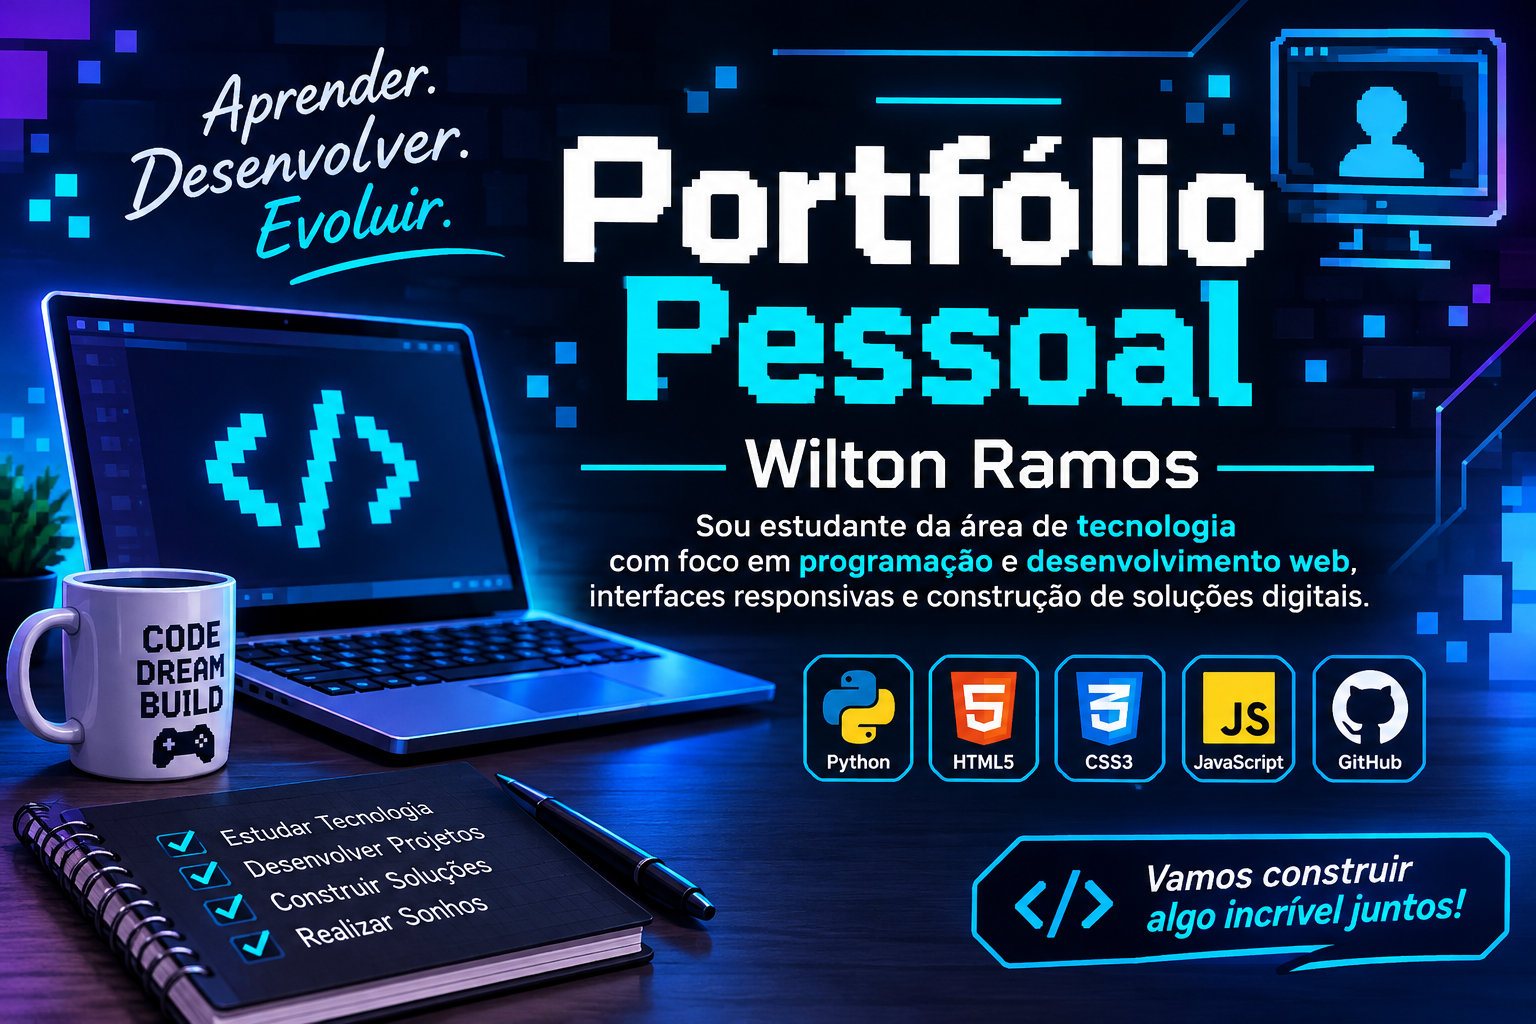 Aprender.
Desenvolver.
Evoluir.
Portfólio
Pessoal
Wilton Ramos
Sou estudante da área de tecnologia
com foco em programação e desenvolvimento web,
interfaces responsivas e construção de soluções digitais.
</>
CODE
DREAM
BUILD
5
3
JS
Python
HTML5
CSS3
JavaScript
GitHub
Estudar Tecnologia
Desenvolver Projetos
Construir Soluções
Realizar Sonhos
</>
Vamos construir
algo incrível juntos!